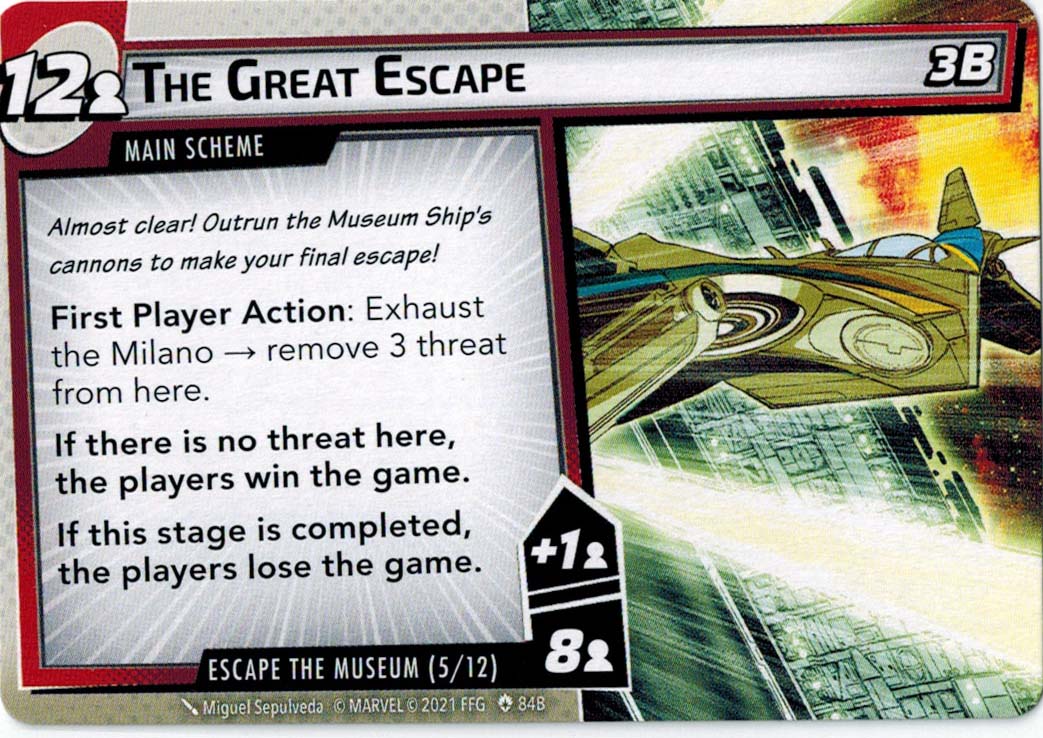 12
THE GREAT ESCAPE
3B
MAIN SCHEME
Almost clear! Outrun the Museum Ship's
cannons to make your final escape!
First Player Action: Exhaust
the Milano → remove 3 threat
from here.
If there is no threat here,
the players win the game.
If this stage is completed,
the players lose the game.
+1
8
ESCAPE THE MUSEUM (5/12)
Miguel Sepulveda © MARVEL © 2021 FFG 84B